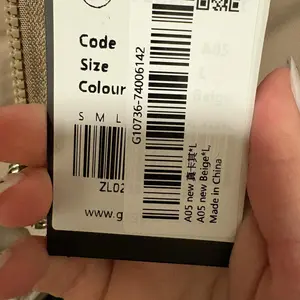 Code
Size
Colour
S M L
ZL02
www.g
G10736-74006142
A05 new 真卡其*L
A05 new Beige*L,
Made in China